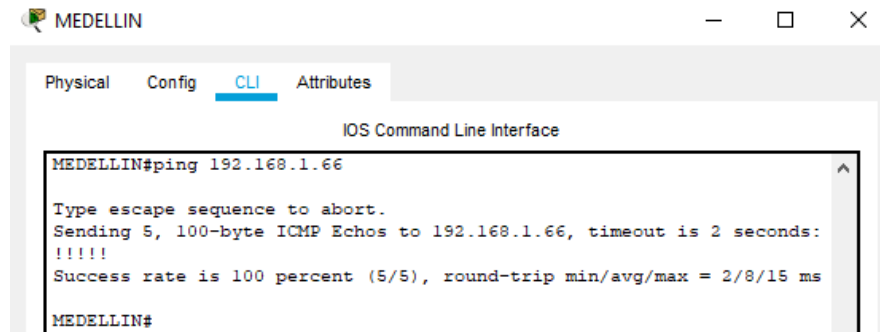 MEDELLIN
Physical Config CLI Attributes
IOS Command Line Interface
MEDELLIN#ping 192.168.1.66
Type escape sequence to abort.
Sending 5, 100-byte ICMP Echos to 192.168.1.66, timeout is 2 seconds:
!!!!!
Success rate is 100 percent (5/5), round-trip min/avg/max = 2/8/15 ms
MEDELLIN#